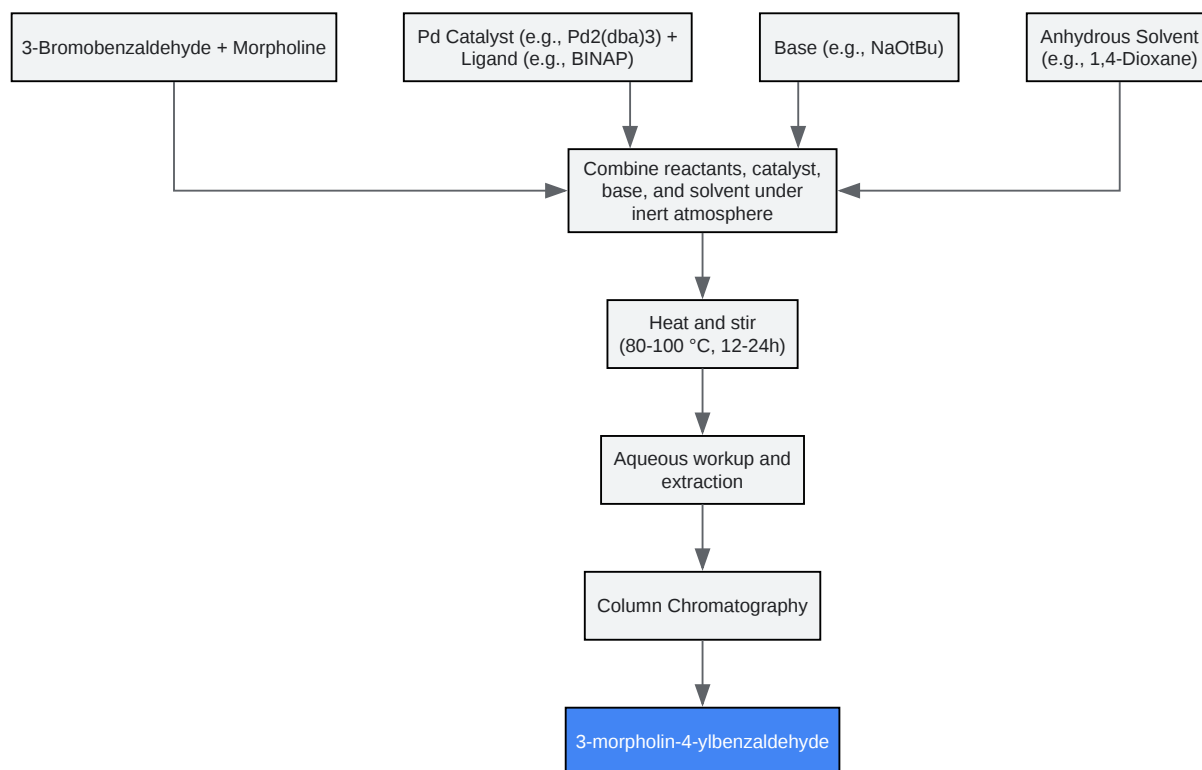 3-Bromobenzaldehyde + Morpholine
Pd Catalyst (e.g., Pd2(dba)3) +
Ligand (e.g., BINAP)
Base (e.g., NaOtBu)
Anhydrous Solvent
(e.g., 1,4-Dioxane)
Combine reactants, catalyst,
base, and solvent under
inert atmosphere
Heat and stir
(80-100 °C, 12-24h)
Aqueous workup and
extraction
Column Chromatography
3-morpholin-4-ylbenzaldehyde